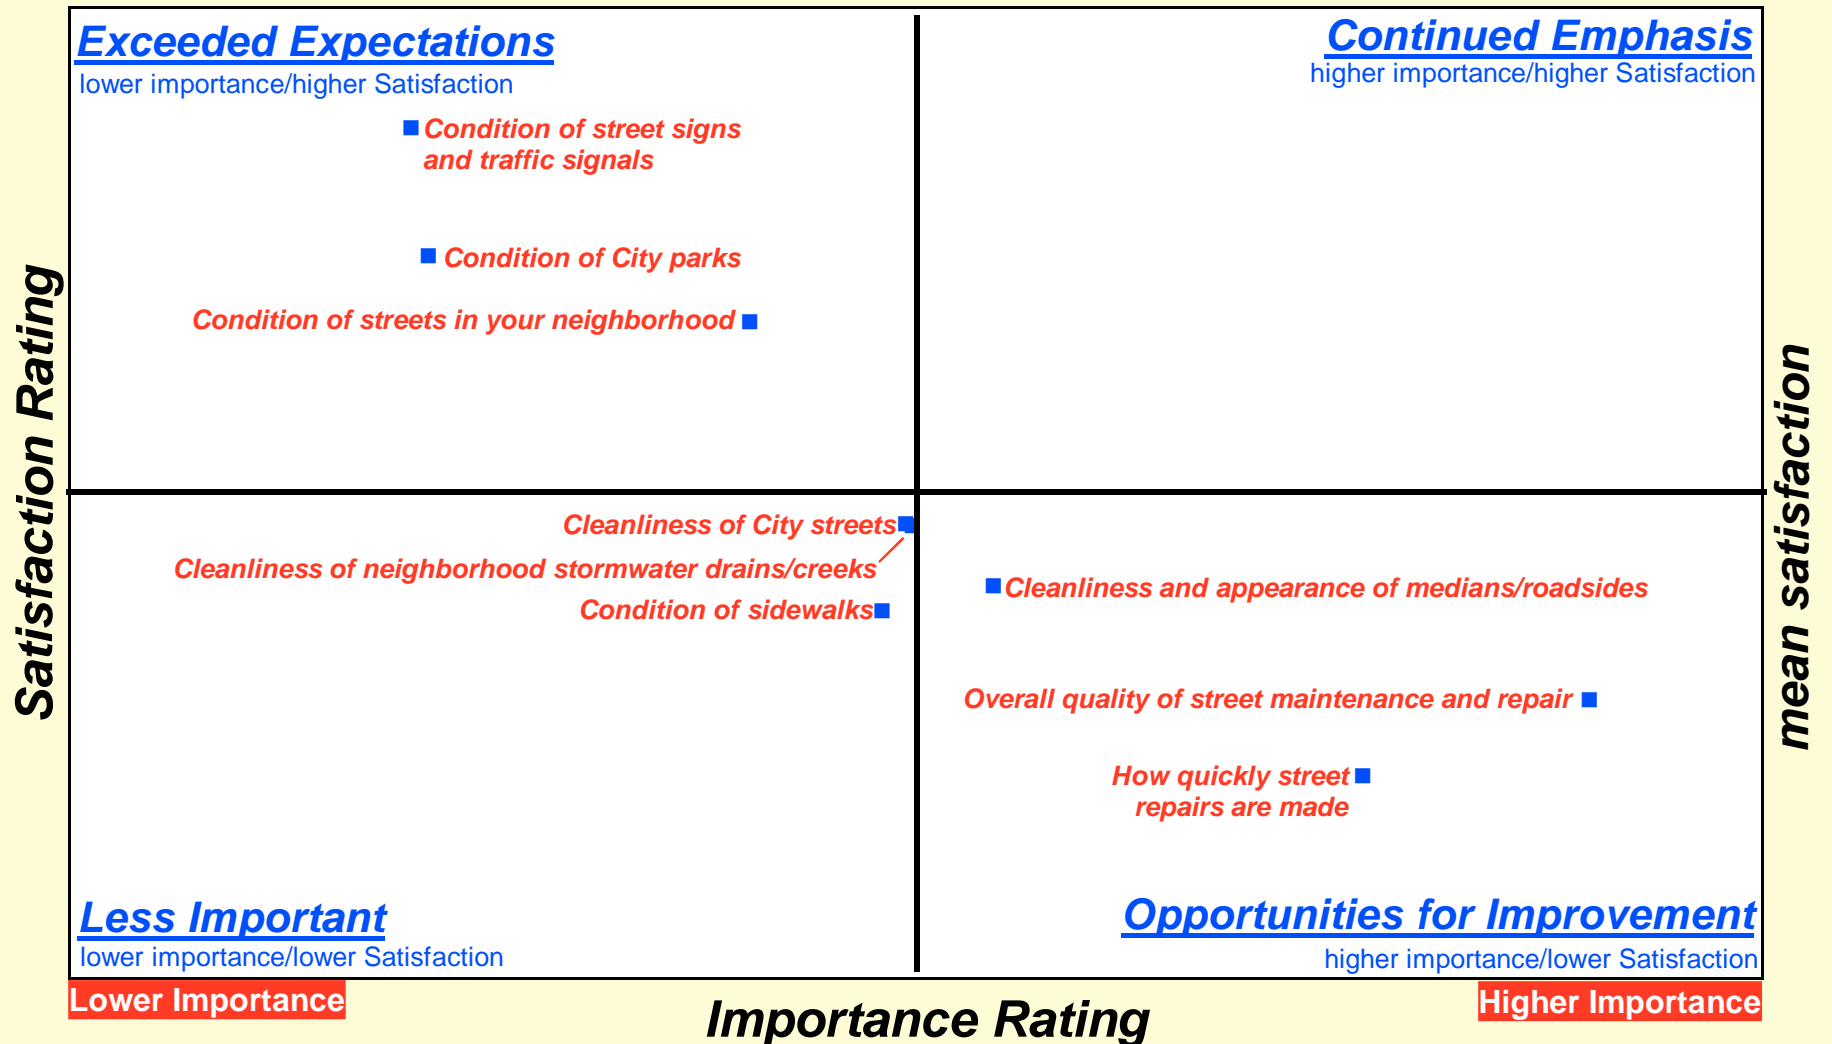 Exceeded Expectations
lower importance/higher Satisfaction
Continued Emphasis
higher importance/higher Satisfaction
Condition of street signs
and traffic signals
Condition of City parks
Condition of streets in your neighborhood
Satisfaction Rating
mean satisfaction
Cleanliness of City streets
Cleanliness of neighborhood stormwater drains/creeks
Condition of sidewalks
Cleanliness and appearance of medians/roadsides
Overall quality of street maintenance and repair
How quickly street
repairs are made
Less Important
lower importance/lower Satisfaction
Opportunities for Improvement
higher importance/lower Satisfaction
Lower Importance
Importance Rating
Higher Importance